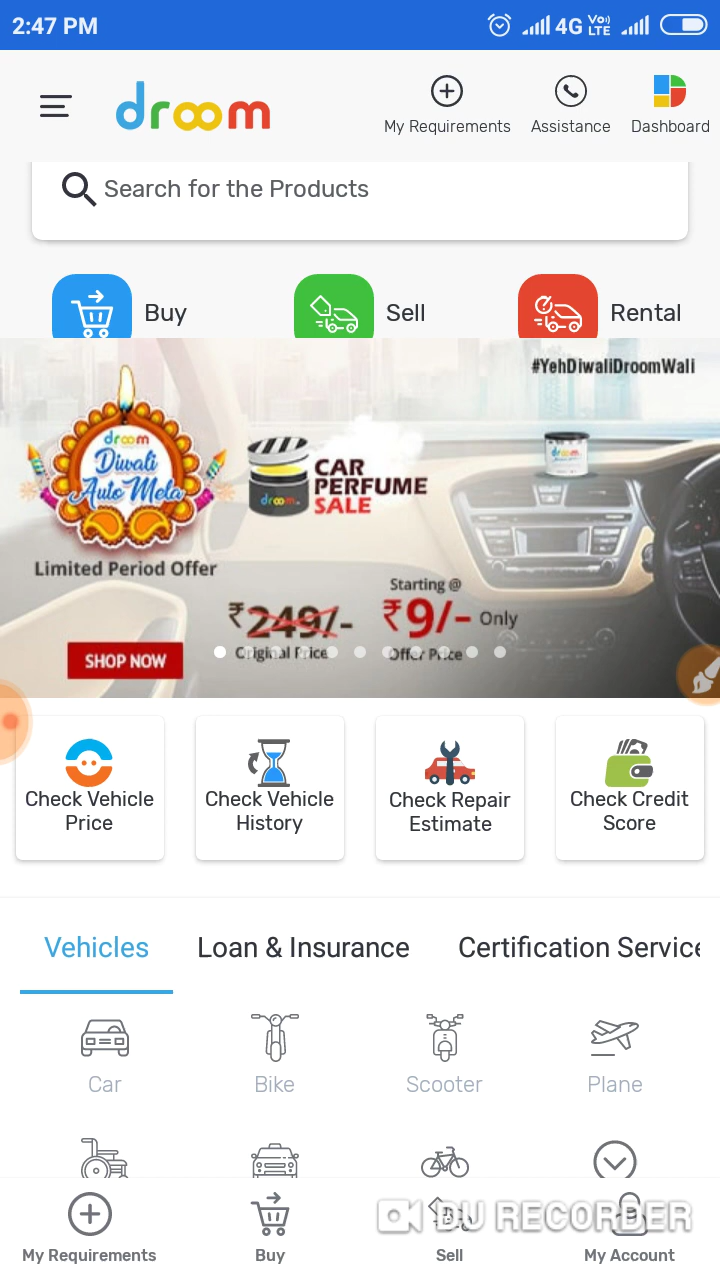 2:47 PM
4G VoLTE
droom
My Requirements
Assistance
Dashboard
Search for the Products
Buy
Sell
Rental
#YehDiwaliDroomWali
droom
Diwali
Auto Mela
droom
droom
CAR
PERFUME
SALE
Limited Period Offer
Starting @
₹249/-
₹9/- Only
Original Price
Offer Price
SHOP NOW
Check Vehicle
Price
Check Vehicle
History
Check Repair
Estimate
Check Credit
Score
Vehicles
Loan & Insurance
Certification Service
Car
Bike
Scooter
Plane
DU RECORDER
My Requirements
Buy
Sell
My Account